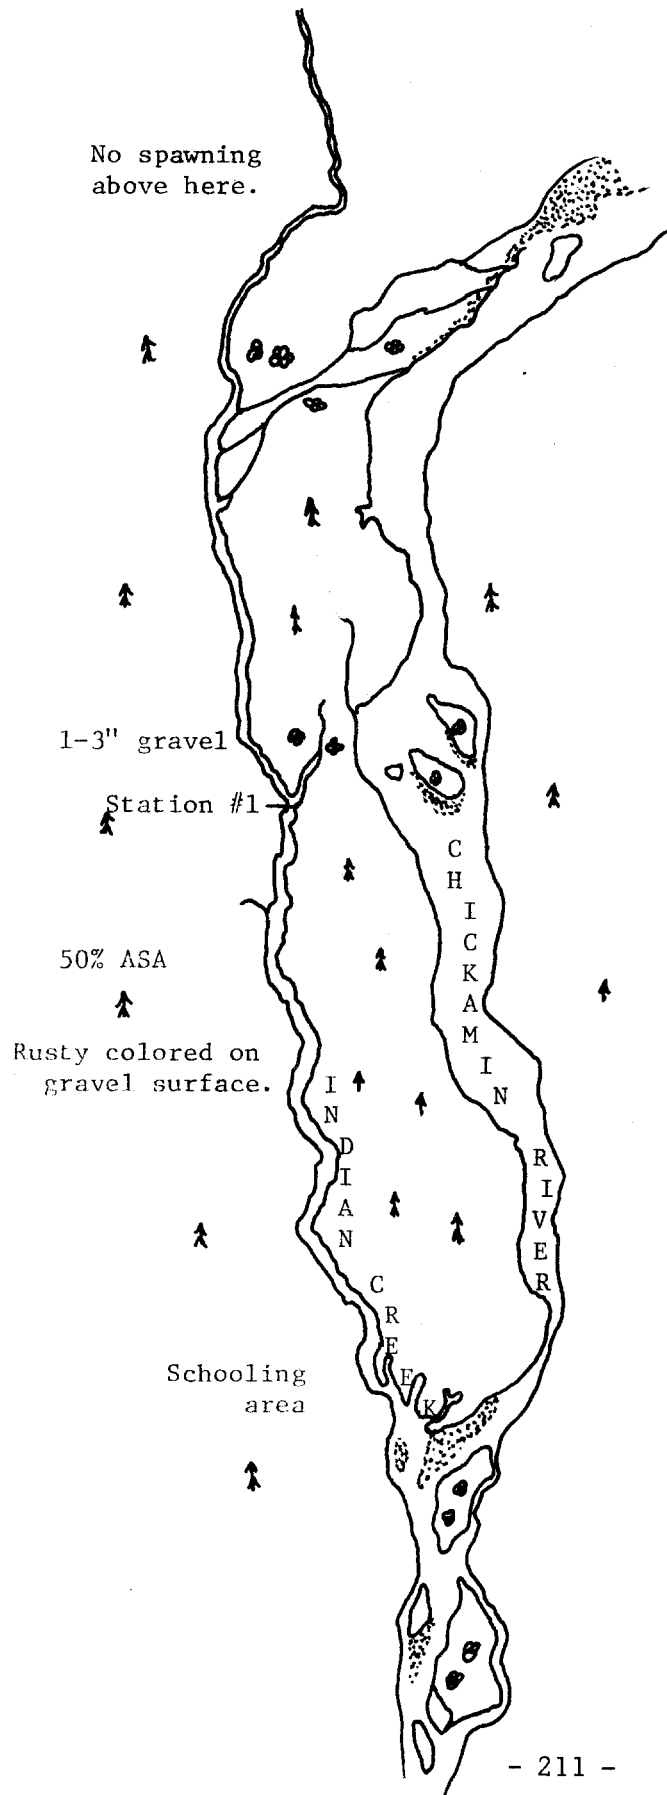 No spawning
above here.
1-3" gravel
Station #1
CHICKAMIN
50% ASA
Rusty colored on
gravel surface.
INDIAN
RIVER
CREEK
Schooling
area
- 211 -